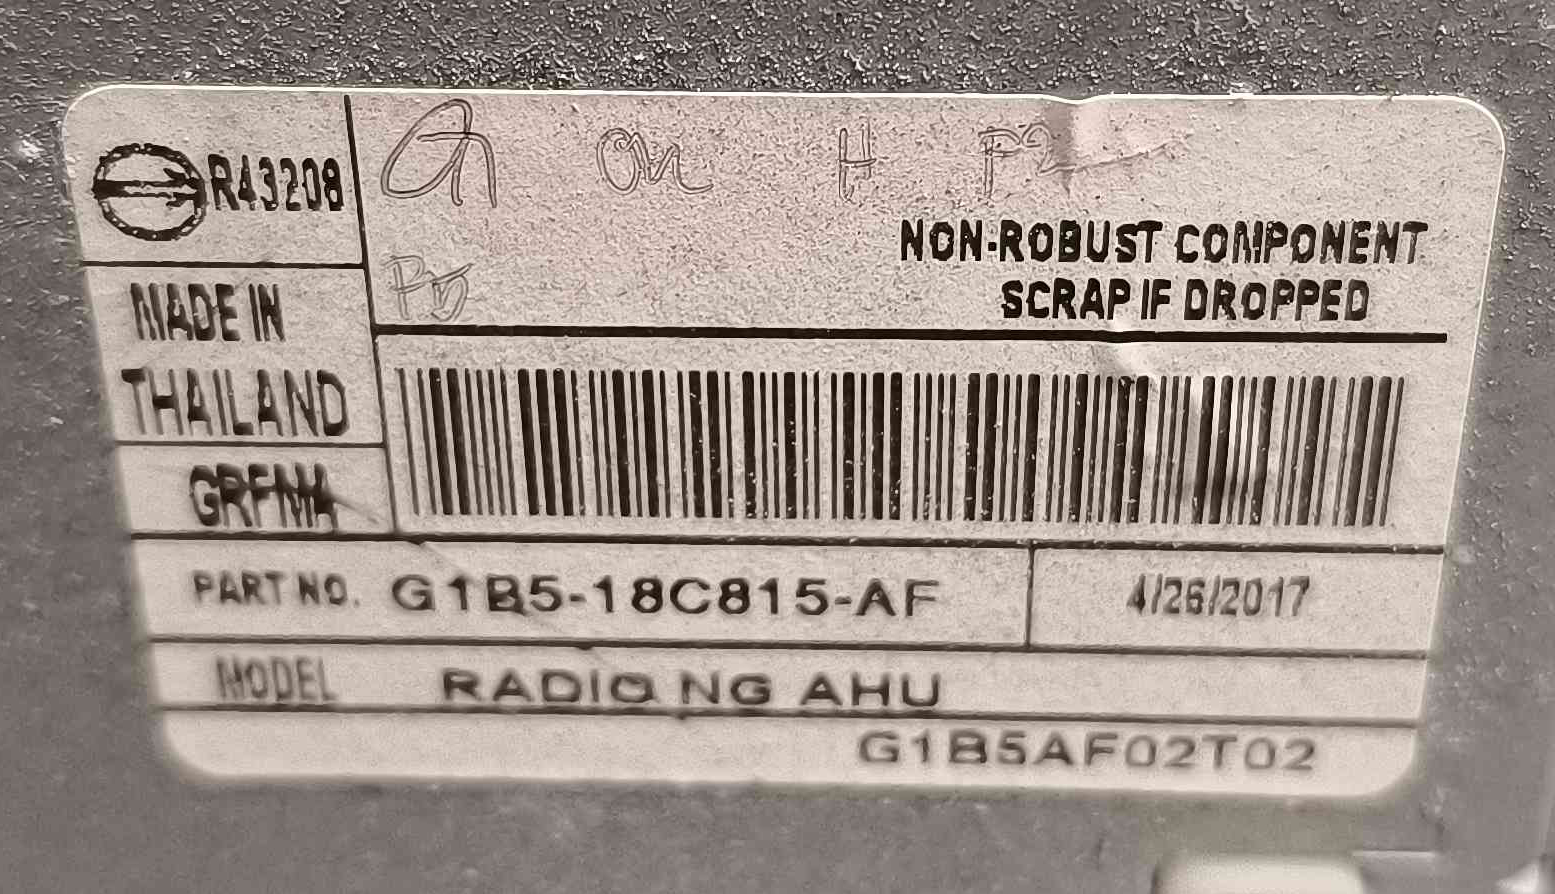 R43208
NON-ROBUST COMPONENT
SCRAP IF DROPPED
MADE IN
THAILAND
GRFMA
PART NO. G1B5-18C815-AF 4/26/2017
MODEL RADIO NG AHU
G1B5AF02T02